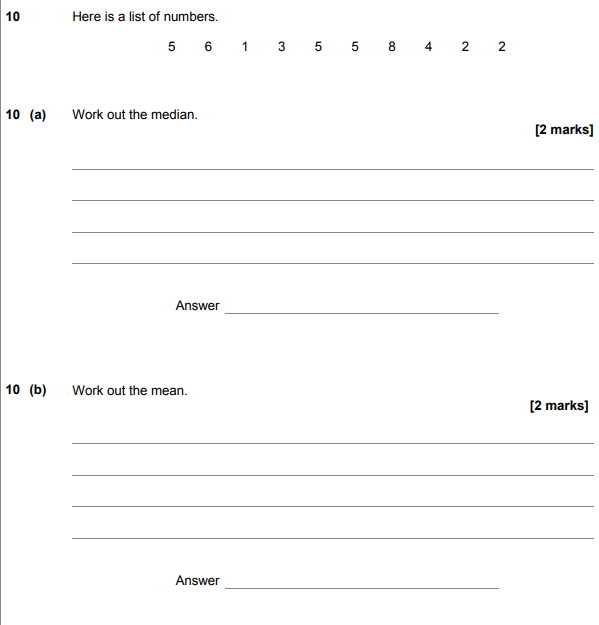 10 Here is a list of numbers.
5 6 1 3 5 5 8 4 2 2
10 (a) Work out the median.
[2 marks]
Answer
10 (b) Work out the mean.
[2 marks]
Answer